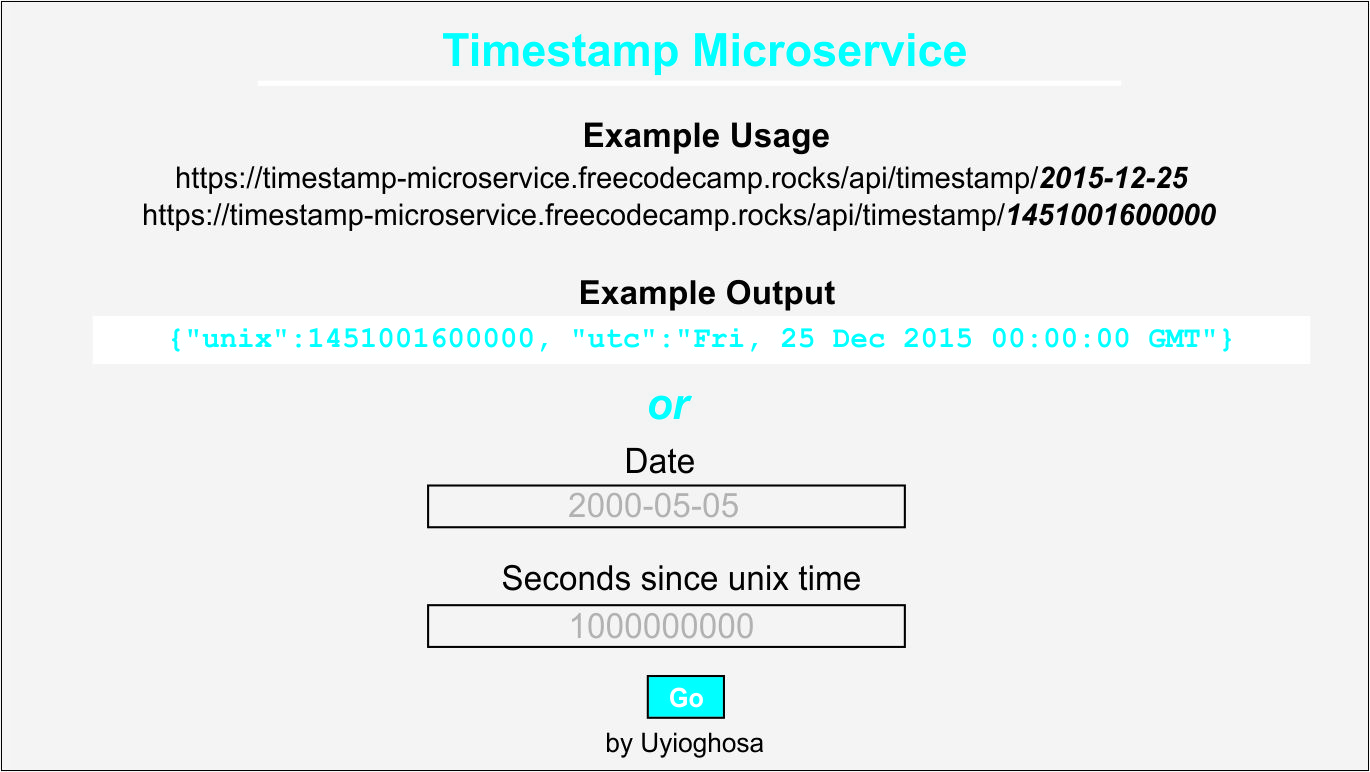 Timestamp Microservice
Example Usage
https://timestamp-microservice.freecodecamp.rocks/api/timestamp/2015-12-25
https://timestamp-microservice.freecodecamp.rocks/api/timestamp/1451001600000
Example Output
{"unix":1451001600000, "utc":"Fri, 25 Dec 2015 00:00:00 GMT"}
or
Date
2000-05-05
Seconds since unix time
1000000000
Go
by Uyioghosa